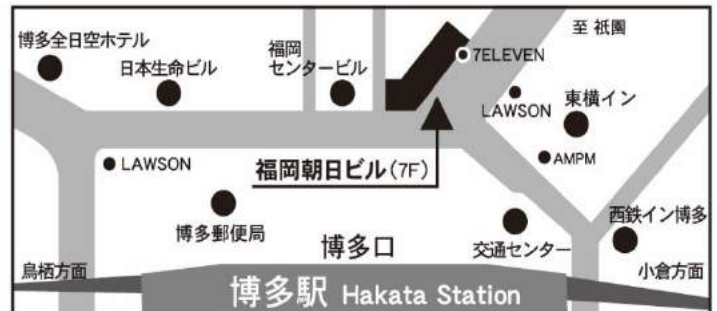 博多全日空ホテル
日本生命ビル
福岡
センタービル
7ELEVEN
至 祇園
LAWSON
東横イン
AMPM
LAWSON
福岡朝日ビル(7F)
博多郵便局
博多口
交通センター
西鉄イン博多
鳥栖方面
小倉方面
博多駅 Hakata Station